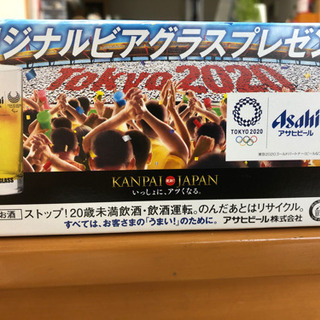 ジナルビアグラスプレゼン
TOKYO 2020
TOKYO 2020
Asahi
アサヒビール
GLASS
KANPAI JAPAN
いっしょに、アツくなる。
お酒
ストップ!20歳未満飲酒・飲酒運転。のんだあとはリサイクル。
すべては、お客さまの「うまい!」のために。 アサヒビール株式会社